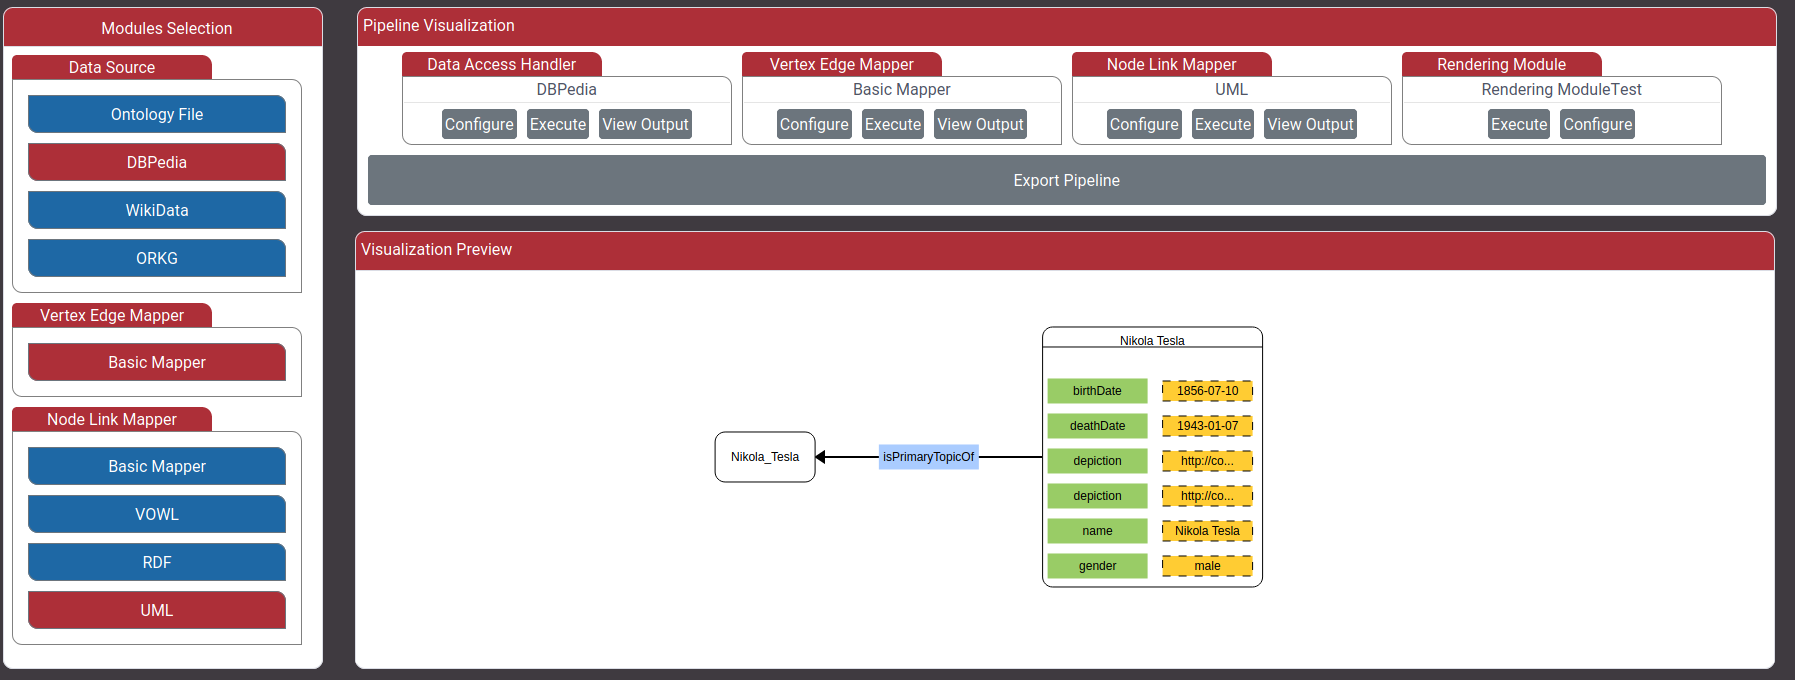 Modules Selection
Data Source
Ontology File
DBPedia
WikiData
ORKG
Vertex Edge Mapper
Basic Mapper
Node Link Mapper
Basic Mapper
VOWL
RDF
UML
Pipeline Visualization
Data Access Handler
DBPedia
Configure Execute View Output
Vertex Edge Mapper
Basic Mapper
Configure Execute View Output
Node Link Mapper
UML
Configure Execute View Output
Rendering Module
Rendering ModuleTest
Execute Configure
Export Pipeline
Visualization Preview
Nikola_Tesla
isPrimaryTopicOf
Nikola Tesla
birthDate 1856-07-10
deathDate 1943-01-07
depiction http://co...
depiction http://co...
name Nikola Tesla
gender male